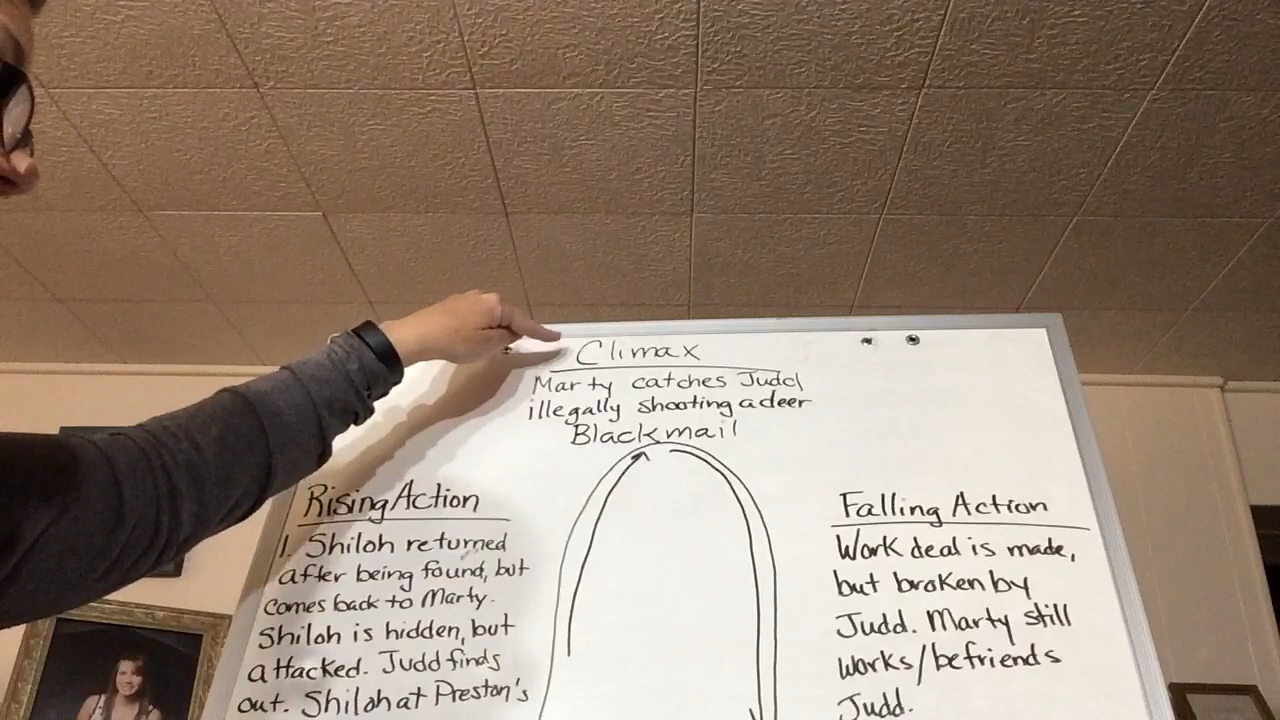 Climax
Marty catches Judd
illegally shooting a deer
Blackmail
Rising Action
1. Shiloh returned
after being found, but
comes back to Marty.
Shiloh is hidden, but
attacked. Judd finds
out. Shiloh at Preston's
Falling Action
Work deal is made,
but broken by
Judd. Marty still
works/befriends
Judd.